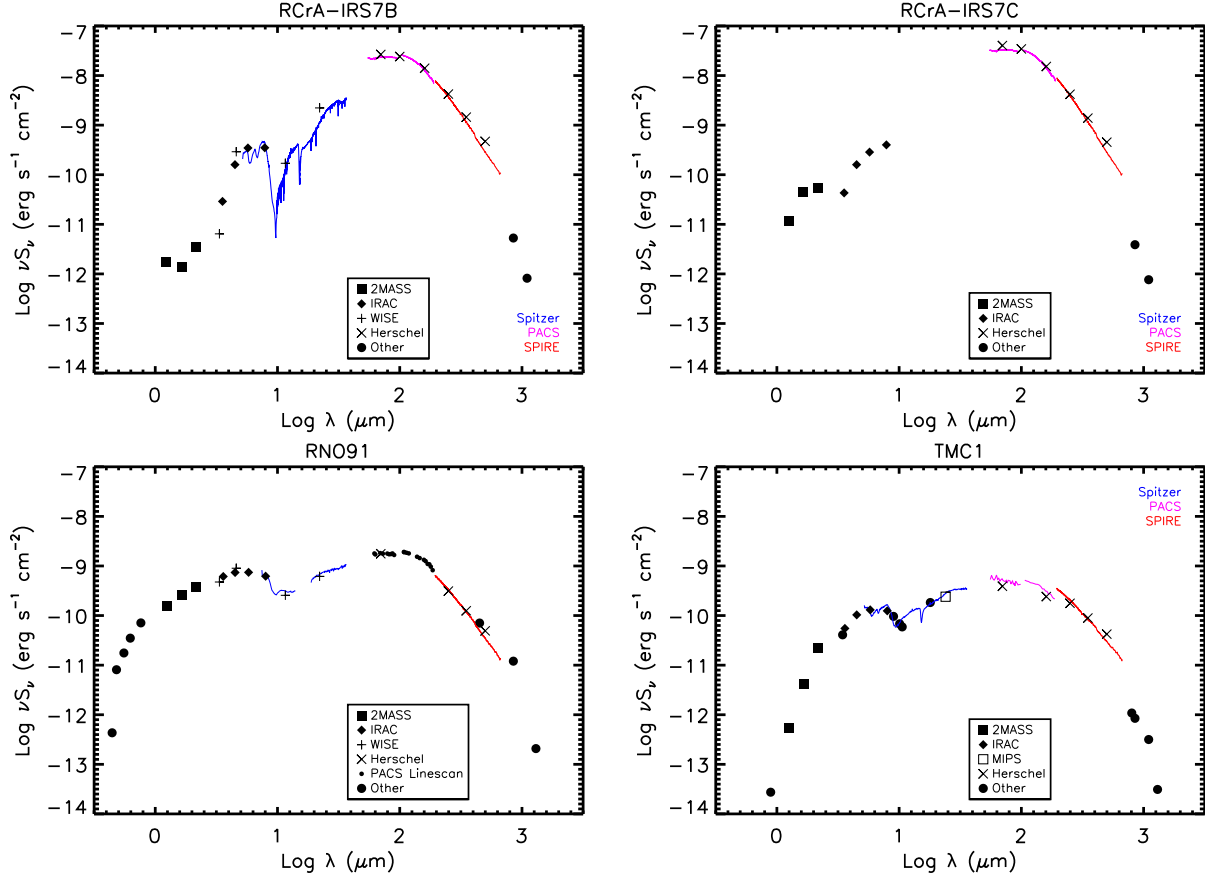 RCrA-IRS7B
Log νSν (erg s⁻¹ cm⁻²)
-7
-8
-9
-10
-11
-12
-13
-14
2MASS
IRAC
WISE
Herschel
Other
Spitzer
PACS
SPIRE
0 1 2 3
Log λ (μm)
RCrA-IRS7C
Log νSν (erg s⁻¹ cm⁻²)
-7
-8
-9
-10
-11
-12
-13
-14
2MASS
IRAC
Herschel
Other
Spitzer
PACS
SPIRE
0 1 2 3
Log λ (μm)
RNO91
Log νSν (erg s⁻¹ cm⁻²)
-7
-8
-9
-10
-11
-12
-13
-14
2MASS
IRAC
WISE
Herschel
PACS Linescan
Other
0 1 2 3
Log λ (μm)
TMC1
Log νSν (erg s⁻¹ cm⁻²)
-7
-8
-9
-10
-11
-12
-13
-14
Spitzer
PACS
SPIRE
2MASS
IRAC
MIPS
Herschel
Other
0 1 2 3
Log λ (μm)